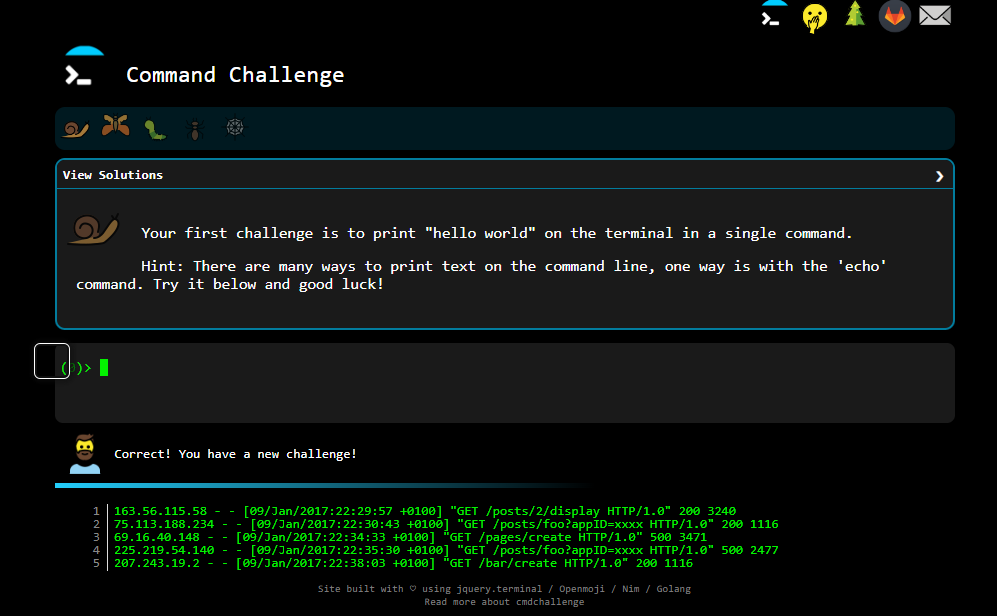 Command Challenge
View Solutions
Your first challenge is to print "hello world" on the terminal in a single command.
Hint: There are many ways to print text on the command line, one way is with the 'echo'
command. Try it below and good luck!
(0)>
Correct! You have a new challenge!
1 163.56.115.58 - - [09/Jan/2017:22:29:57 +0100] "GET /posts/2/display HTTP/1.0" 200 3240
2 75.113.188.234 - - [09/Jan/2017:22:30:43 +0100] "GET /posts/foo?appID=xxxx HTTP/1.0" 200 1116
3 69.16.40.148 - - [09/Jan/2017:22:34:33 +0100] "GET /pages/create HTTP/1.0" 500 3471
4 225.219.54.140 - - [09/Jan/2017:22:35:30 +0100] "GET /posts/foo?appID=xxxx HTTP/1.0" 500 2477
5 207.243.19.2 - - [09/Jan/2017:22:38:03 +0100] "GET /bar/create HTTP/1.0" 200 1116
Site built with ♡ using jquery.terminal / Openmoji / Nim / Golang
Read more about cmdchallenge